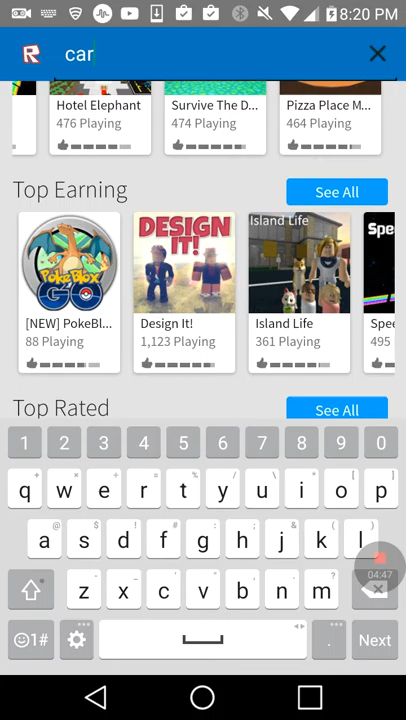 8:20 PM
car
Hotel Elephant
476 Playing
Survive The D...
474 Playing
Pizza Place M...
464 Playing
Top Earning
See All
PokeBlox
GO
[NEW] PokeBl...
88 Playing
DESIGN
IT!
Design It!
1,123 Playing
Island Life
Island Life
361 Playing
Spe
Spee
495
Top Rated
See All
1 2 3 4 5 6 7 8 9 0
q w e r t y u i o p
a s d f g h j k l
04:47
z x c v b n m
1#
.
Next